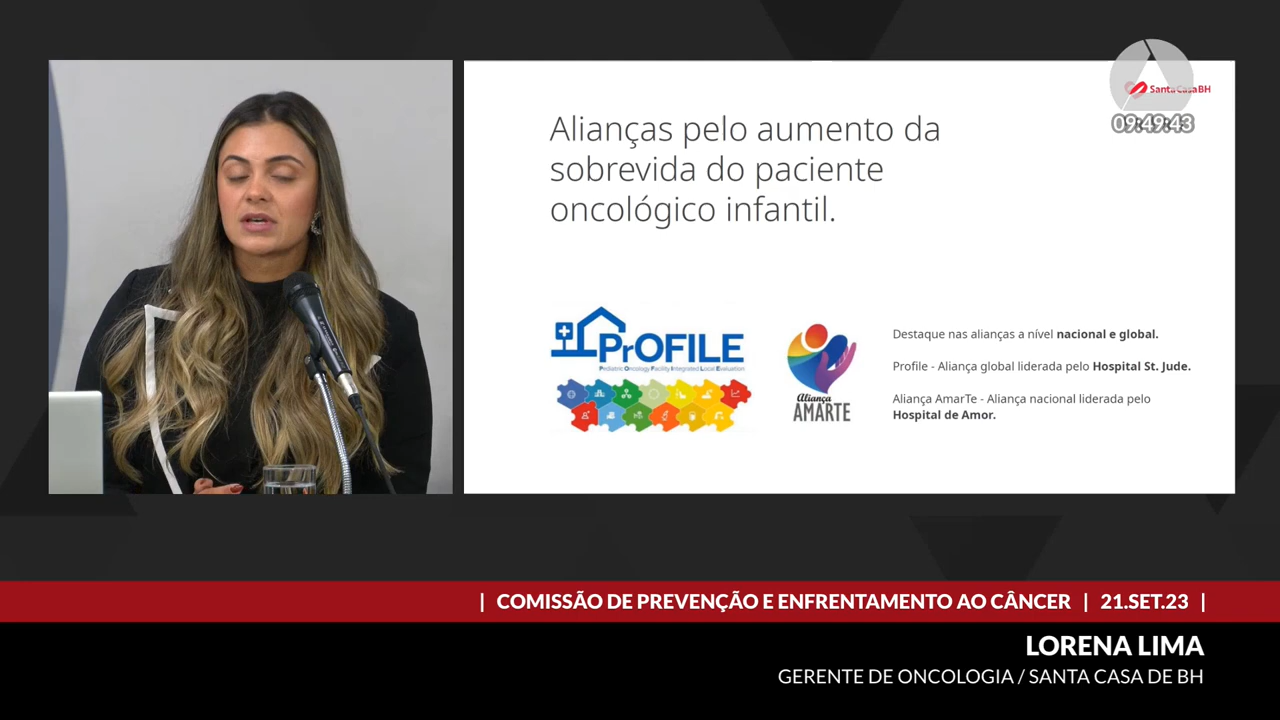 SantaCasaBH
09:49:43
Alianças pelo aumento da
sobrevida do paciente
oncológico infantil.
PrOFILE
Pediatric Oncology Facility Integrated Local Evaluation
Aliança
AMARTE
Destaque nas alianças a nível nacional e global.
Profile - Aliança global liderada pelo Hospital St. Jude.
Aliança AmarTe - Aliança nacional liderada pelo
Hospital de Amor.
| COMISSÃO DE PREVENÇÃO E ENFRENTAMENTO AO CÂNCER | 21.SET.23 |
LORENA LIMA
GERENTE DE ONCOLOGIA / SANTA CASA DE BH